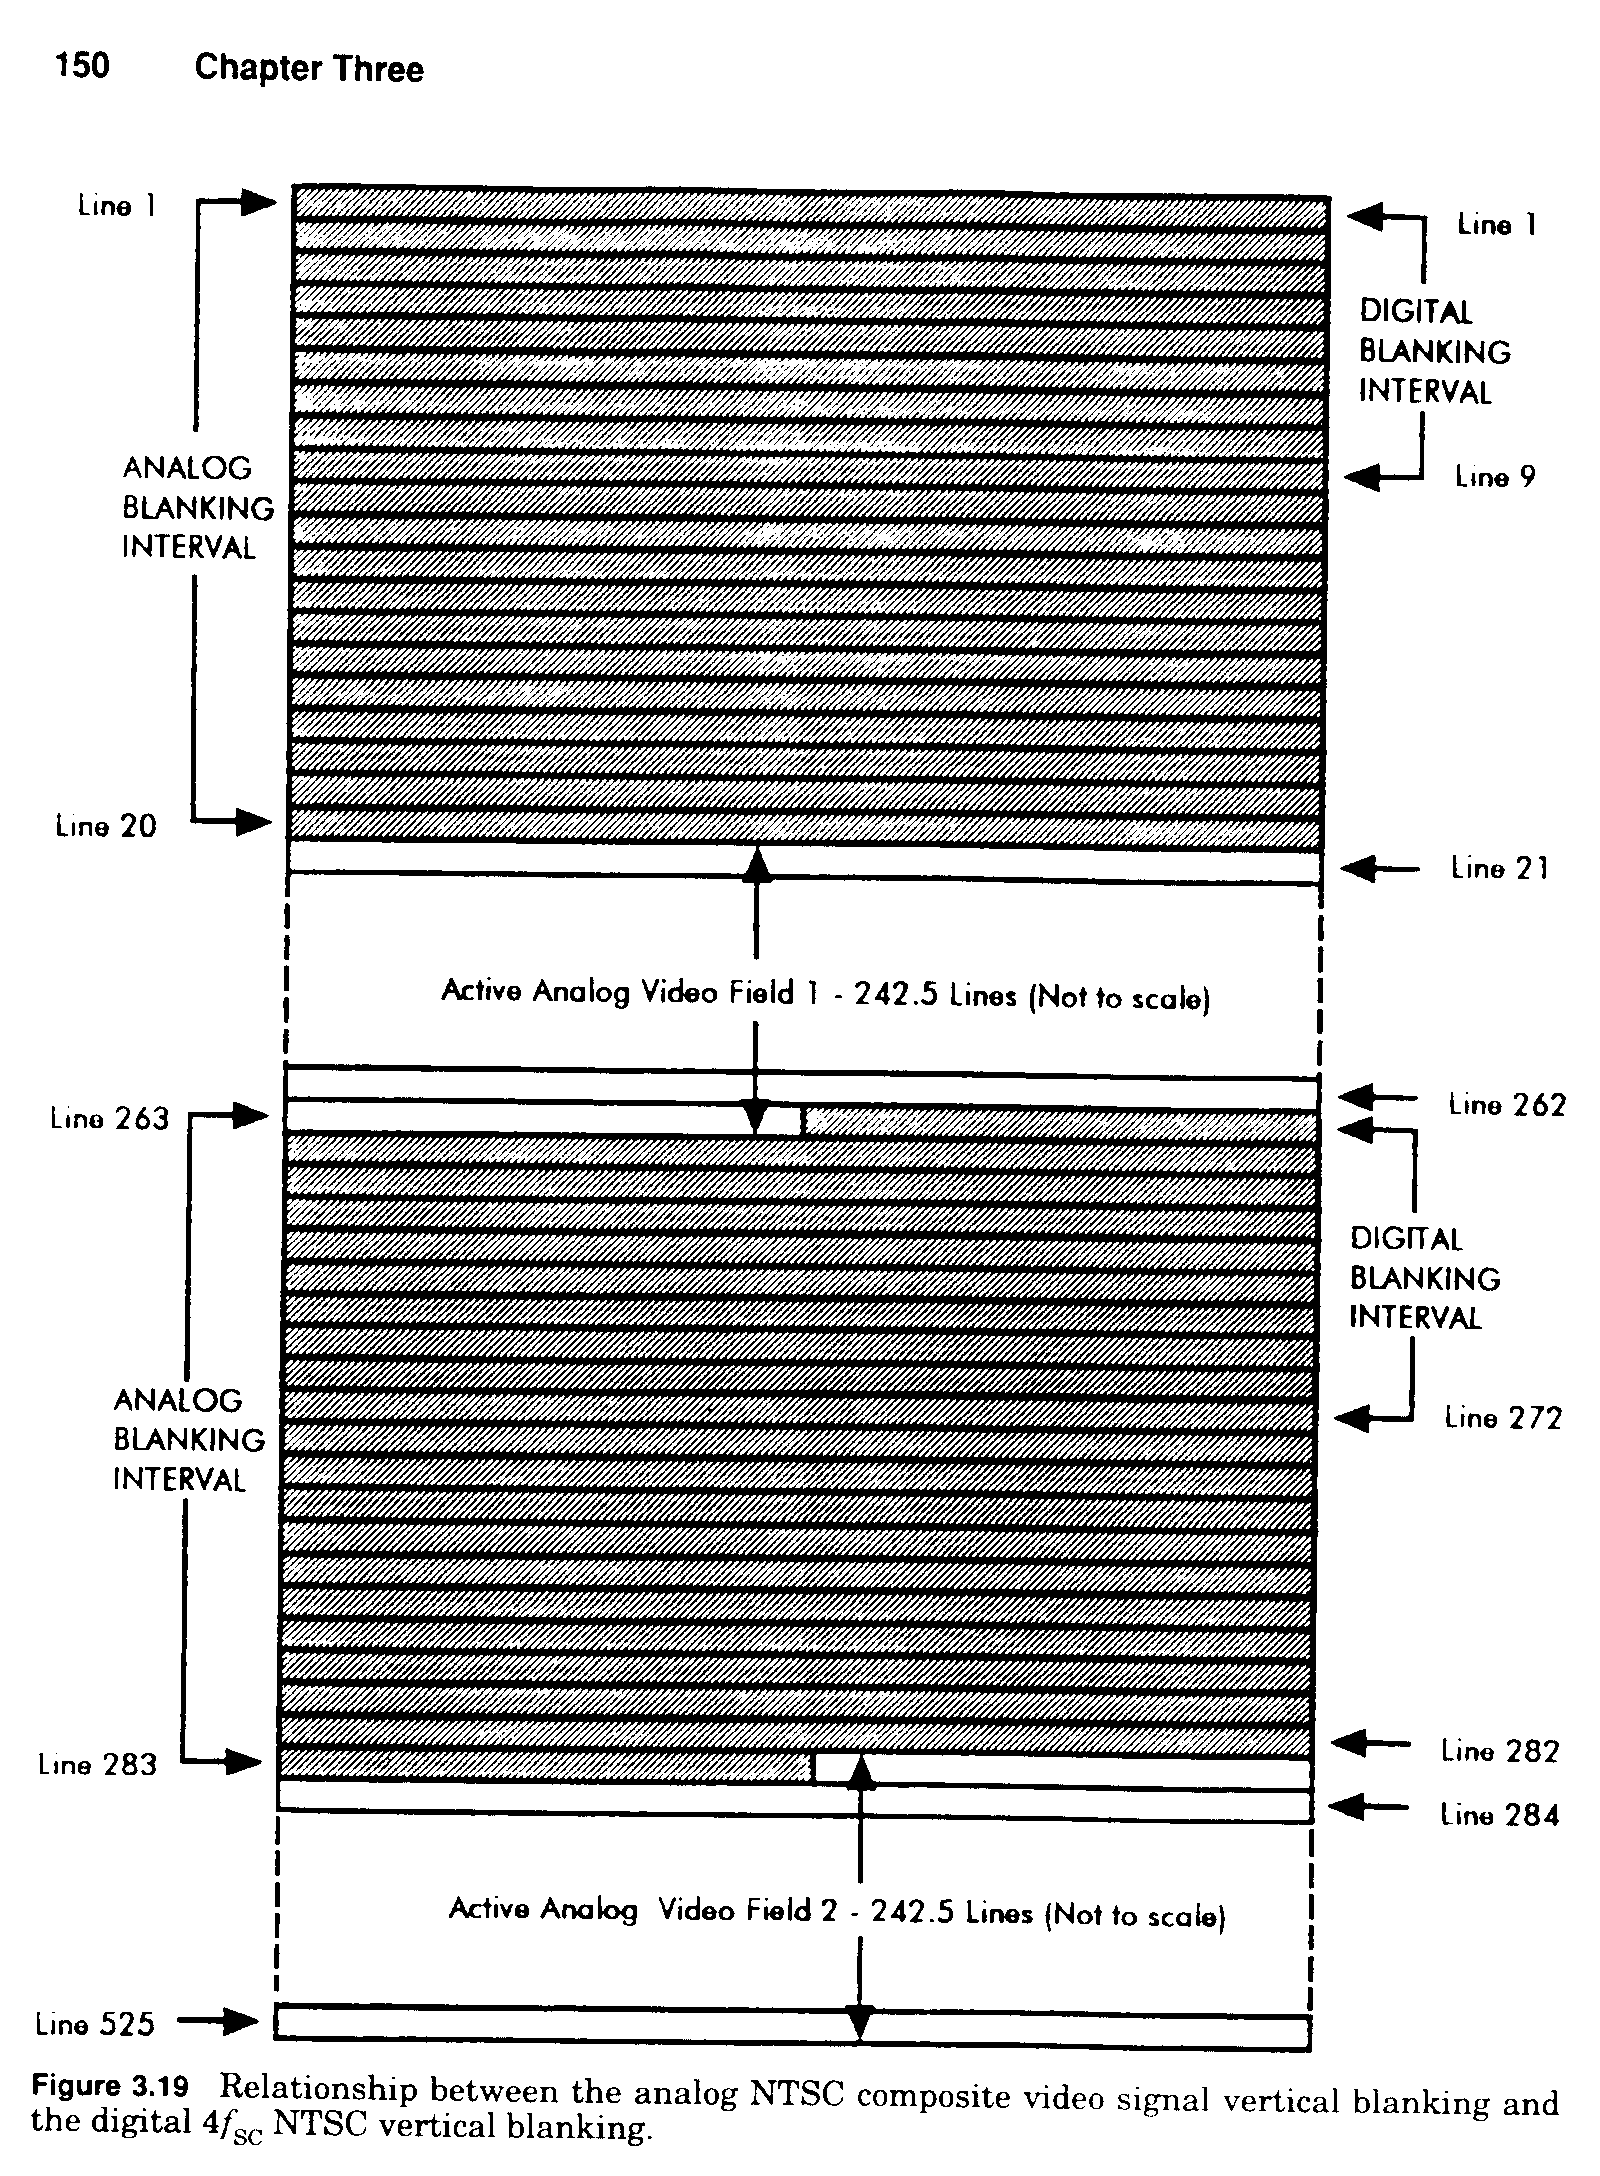 150 Chapter Three
Line 1
Line 1
DIGITAL
BLANKING
INTERVAL
Line 9
ANALOG
BLANKING
INTERVAL
Line 20
Line 21
Active Analog Video Field 1 - 242.5 Lines (Not to scale)
Line 262
Line 263
DIGITAL
BLANKING
INTERVAL
Line 272
ANALOG
BLANKING
INTERVAL
Line 282
Line 283
Line 284
Active Analog Video Field 2 - 242.5 Lines (Not to scale)
Line 525
Figure 3.19 Relationship between the analog NTSC composite video signal vertical blanking and
the digital 4fSC NTSC vertical blanking.